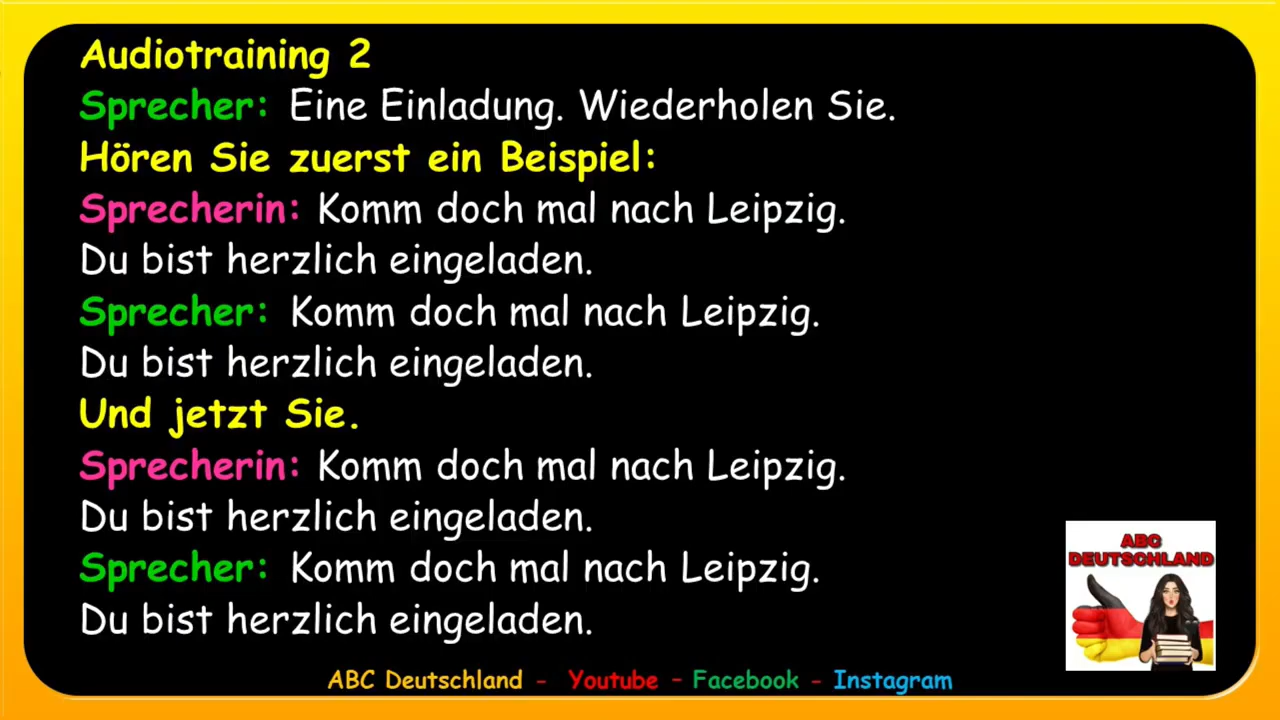 Audiotraining 2
Sprecher: Eine Einladung. Wiederholen Sie.
Hören Sie zuerst ein Beispiel:
Sprecherin: Komm doch mal nach Leipzig.
Du bist herzlich eingeladen.
Sprecher: Komm doch mal nach Leipzig.
Du bist herzlich eingeladen.
Und jetzt Sie.
Sprecherin: Komm doch mal nach Leipzig.
Du bist herzlich eingeladen.
Sprecher: Komm doch mal nach Leipzig.
Du bist herzlich eingeladen.
ABC
DEUTSCHLAND
ABC Deutschland - Youtube - Facebook - Instagram